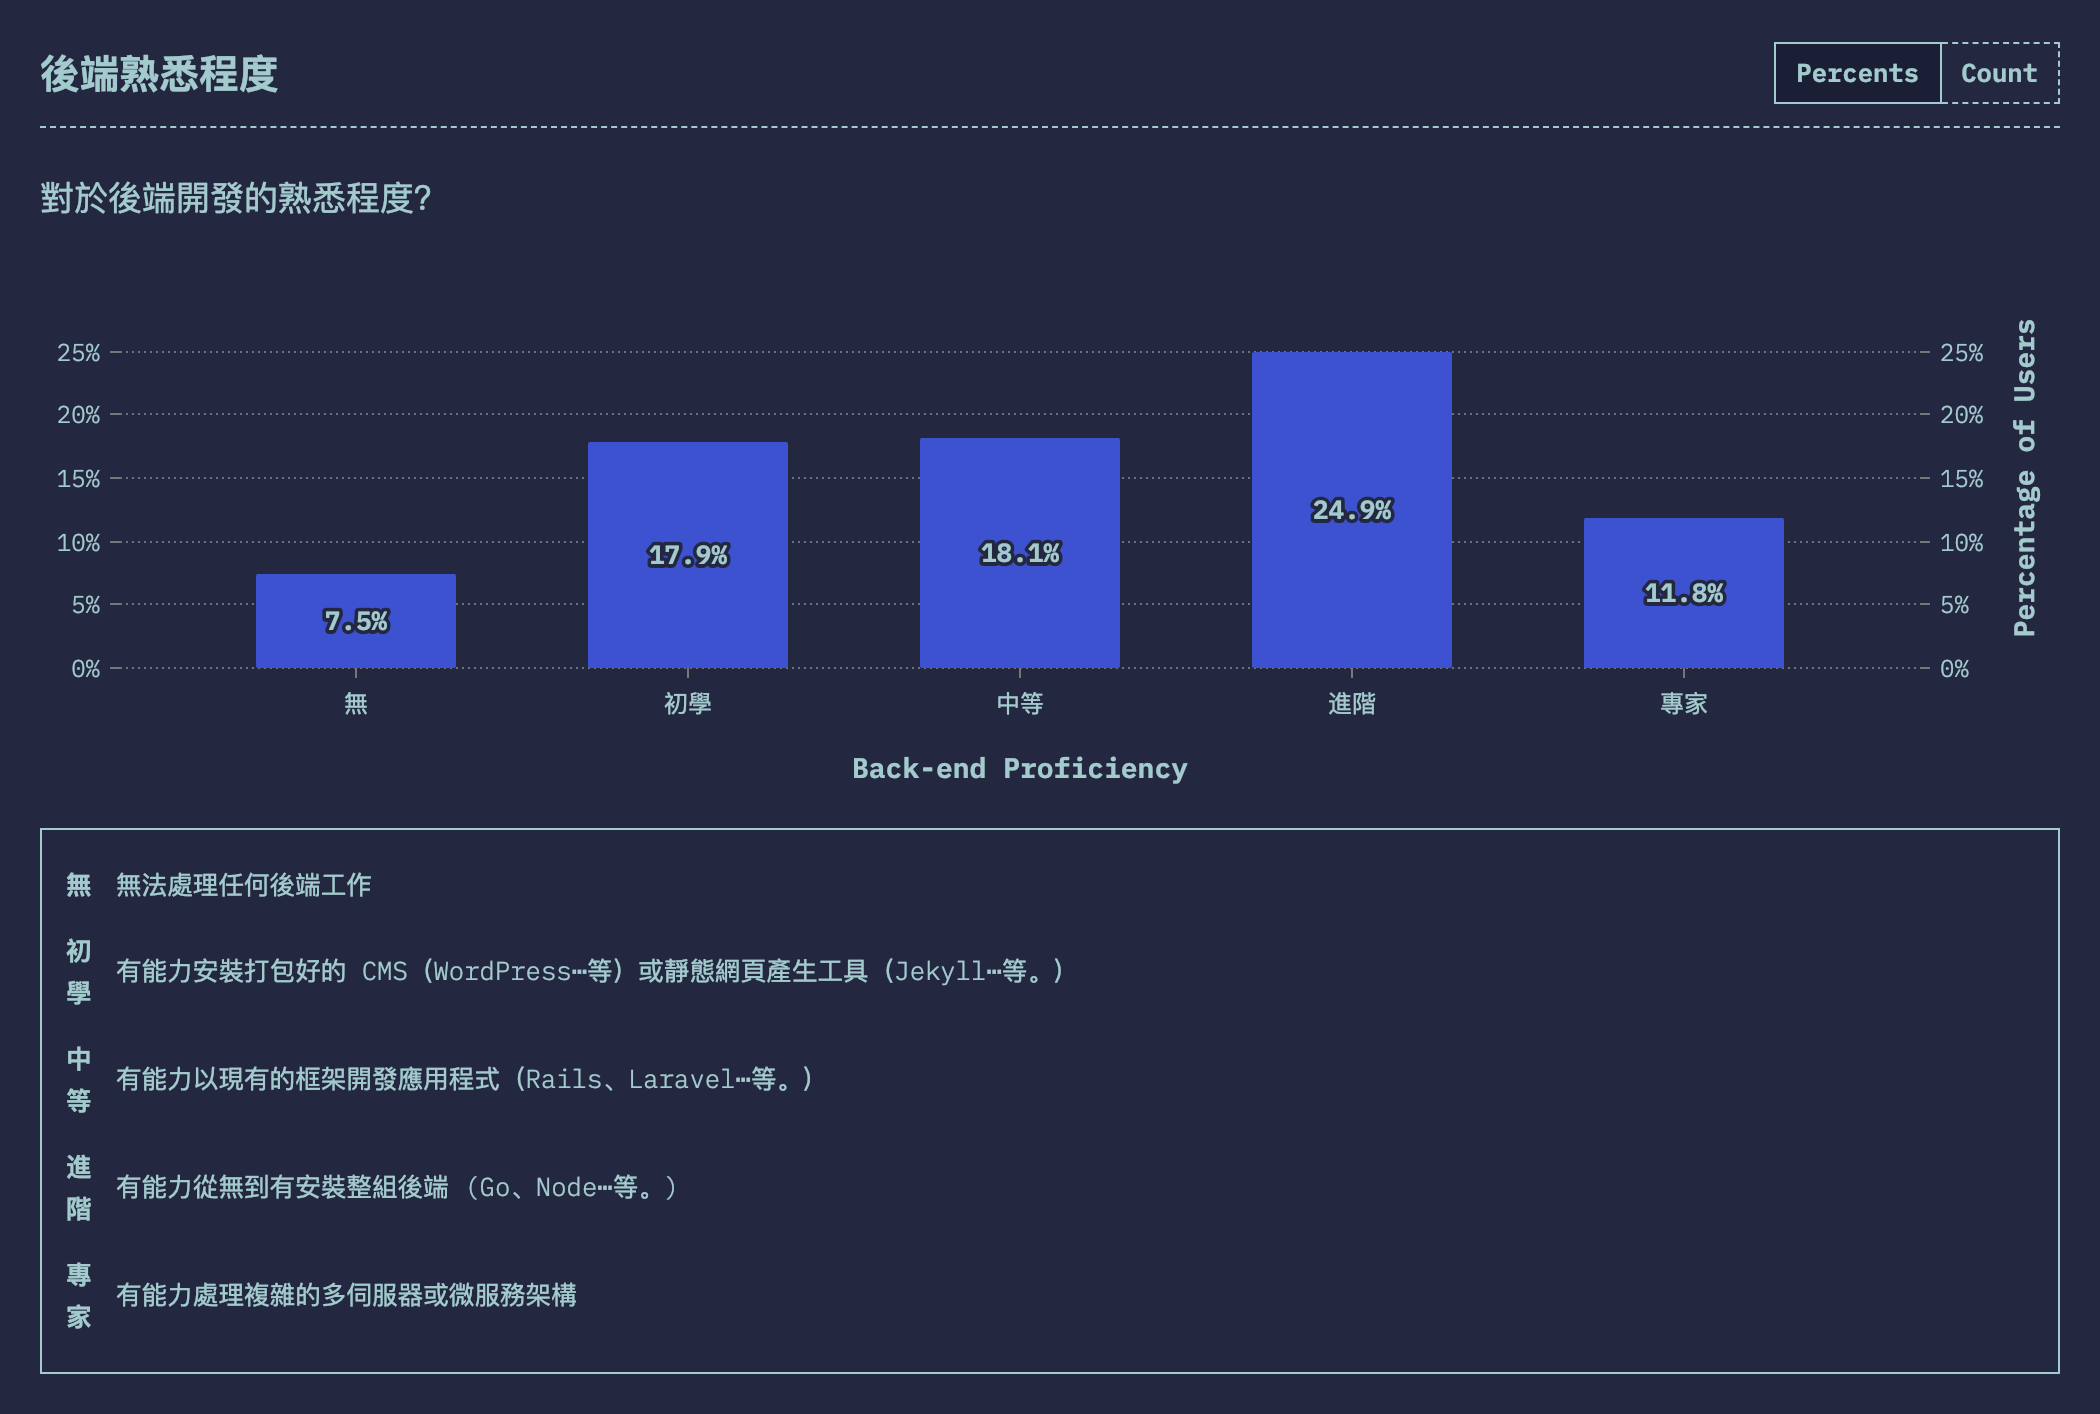 後端熟悉程度
Percents Count
對於後端開發的熟悉程度?
25% 25%
20% 20%
15% 15%
10% 10%
5% 5%
0% 0%
7.5% 17.9% 18.1% 24.9% 11.8%
無 初學 中等 進階 專家
Percentage of Users
Back-end Proficiency
無 無法處理任何後端工作
初學 有能力安裝打包好的 CMS（WordPress…等）或靜態網頁產生工具（Jekyll…等。）
中等 有能力以現有的框架開發應用程式（Rails、Laravel…等。）
進階 有能力從無到有安裝整組後端 (Go、Node…等。)
專家 有能力處理複雜的多伺服器或微服務架構